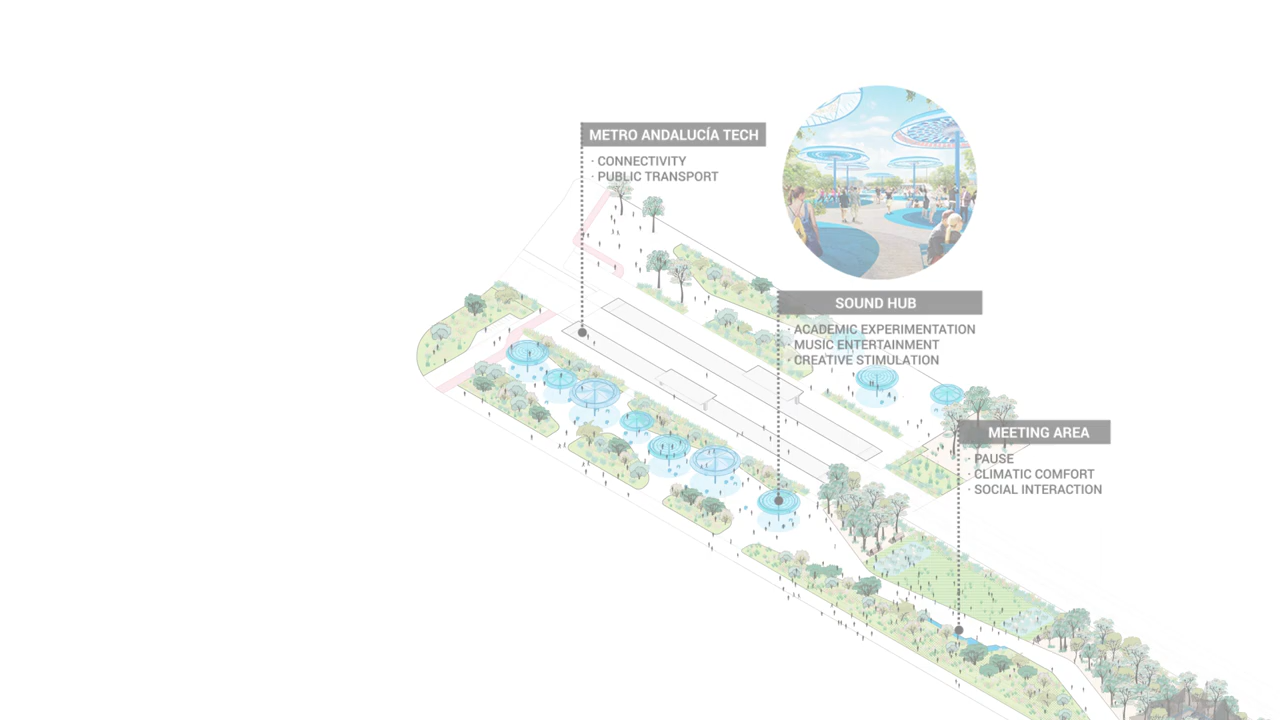 METRO ANDALUCÍA TECH
· CONNECTIVITY
· PUBLIC TRANSPORT
SOUND HUB
· ACADEMIC EXPERIMENTATION
· MUSIC ENTERTAINMENT
· CREATIVE STIMULATION
MEETING AREA
· PAUSE
· CLIMATIC COMFORT
· SOCIAL INTERACTION